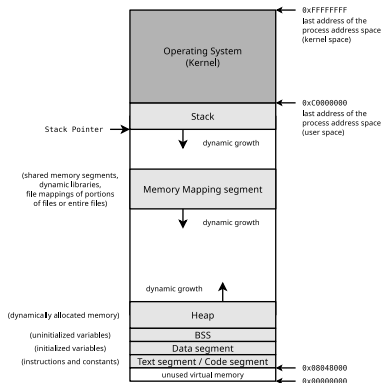 0xFFFFFFFF
last address of the
process address space
(kernel space)
Operating System
(Kernel)
0xC0000000
last address of the
process address space
(user space)
Stack
Stack Pointer
dynamic growth
(shared memory segments,
dynamic libraries,
file mappings of portions
of files or entire files)
Memory Mapping segment
dynamic growth
dynamic growth
(dynamically allocated memory)
Heap
(uninitialized variables)
BSS
(initialized variables)
Data segment
(instructions and constants)
Text segment / Code segment
0x08048000
unused virtual memory
0x00000000